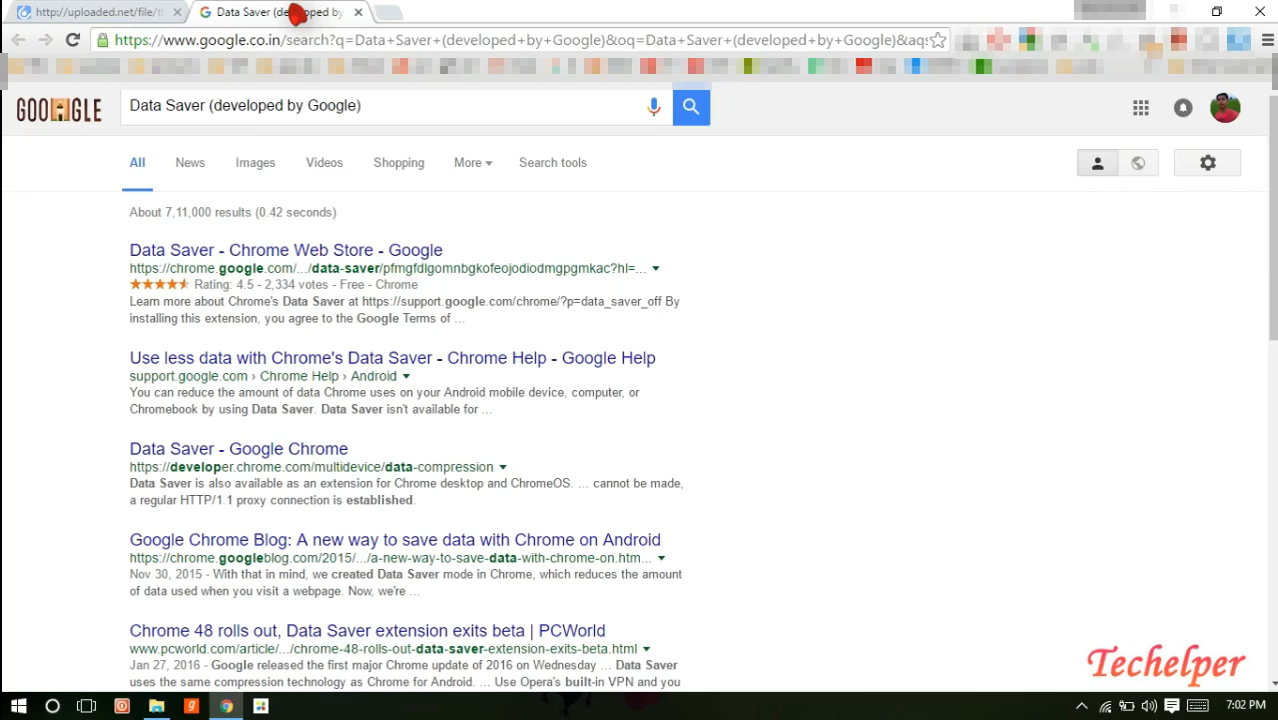 http://uploaded.net/file/t
Data Saver (developed by
https://www.google.co.in/search?q=Data+Saver+(developed+by+Google)&oq=Data+Saver+(developed+by+Google)&aqs
GOOGLE
Data Saver (developed by Google)
All News Images Videos Shopping More Search tools
About 7,11,000 results (0.42 seconds)
Data Saver - Chrome Web Store - Google
https://chrome.google.com/.../data-saver/pfmgfdlgomnbgkofeojodiodmgpgmkac?hl=...
Rating: 4.5 - 2,334 votes - Free - Chrome
Learn more about Chrome's Data Saver at https://support.google.com/chrome/?p=data_saver_off By
installing this extension, you agree to the Google Terms of ...
Use less data with Chrome's Data Saver - Chrome Help - Google Help
support.google.com › Chrome Help › Android
You can reduce the amount of data Chrome uses on your Android mobile device, computer, or
Chromebook by using Data Saver. Data Saver isn't available for ...
Data Saver - Google Chrome
https://developer.chrome.com/multidevice/data-compression
Data Saver is also available as an extension for Chrome desktop and ChromeOS. ... cannot be made,
a regular HTTP/1.1 proxy connection is established.
Google Chrome Blog: A new way to save data with Chrome on Android
https://chrome.googleblog.com/2015/.../a-new-way-to-save-data-with-chrome-on.htm...
Nov 30, 2015 - With that in mind, we created Data Saver mode in Chrome, which reduces the amount
of data used when you visit a webpage. Now, we're ...
Chrome 48 rolls out, Data Saver extension exits beta | PCWorld
www.pcworld.com/article/.../chrome-48-rolls-out-data-saver-extension-exits-beta.html
Jan 27, 2016 - Google released the first major Chrome update of 2016 on Wednesday ... Data Saver
uses the same compression technology as Chrome for Android. ... Use Opera's built-in VPN and you
Techelper
7:02 PM